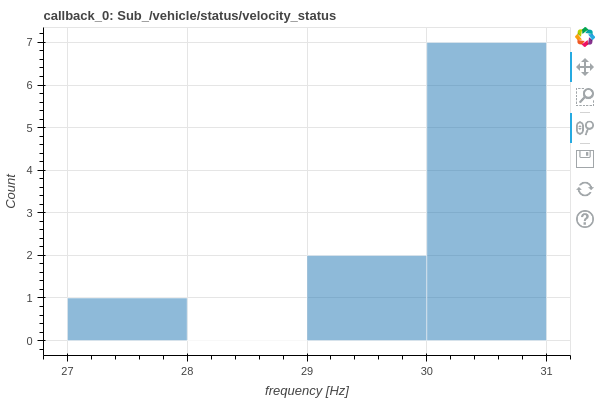 callback_0: Sub_/vehicle/status/velocity_status
7
6
5
4
3
2
1
0
Count
27 28 29 30 31
frequency [Hz]